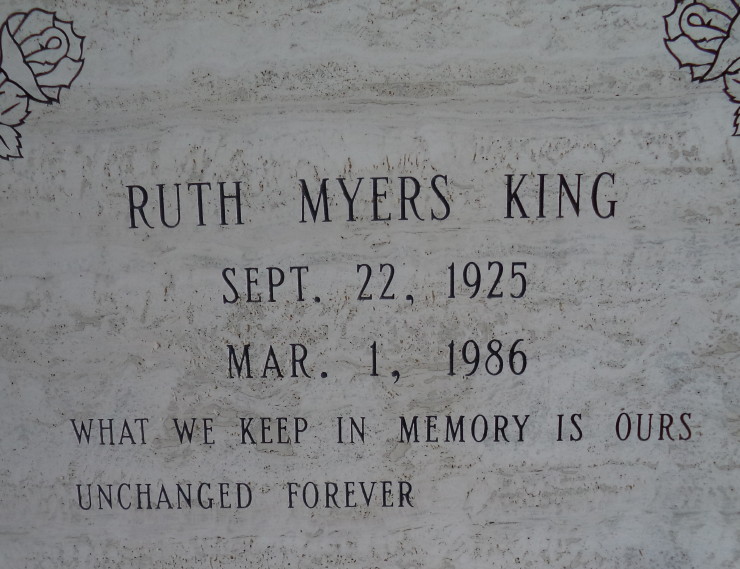 RUTH MYERS KING
SEPT. 22, 1925
MAR. 1, 1986
WHAT WE KEEP IN MEMORY IS OURS
UNCHANGED FOREVER